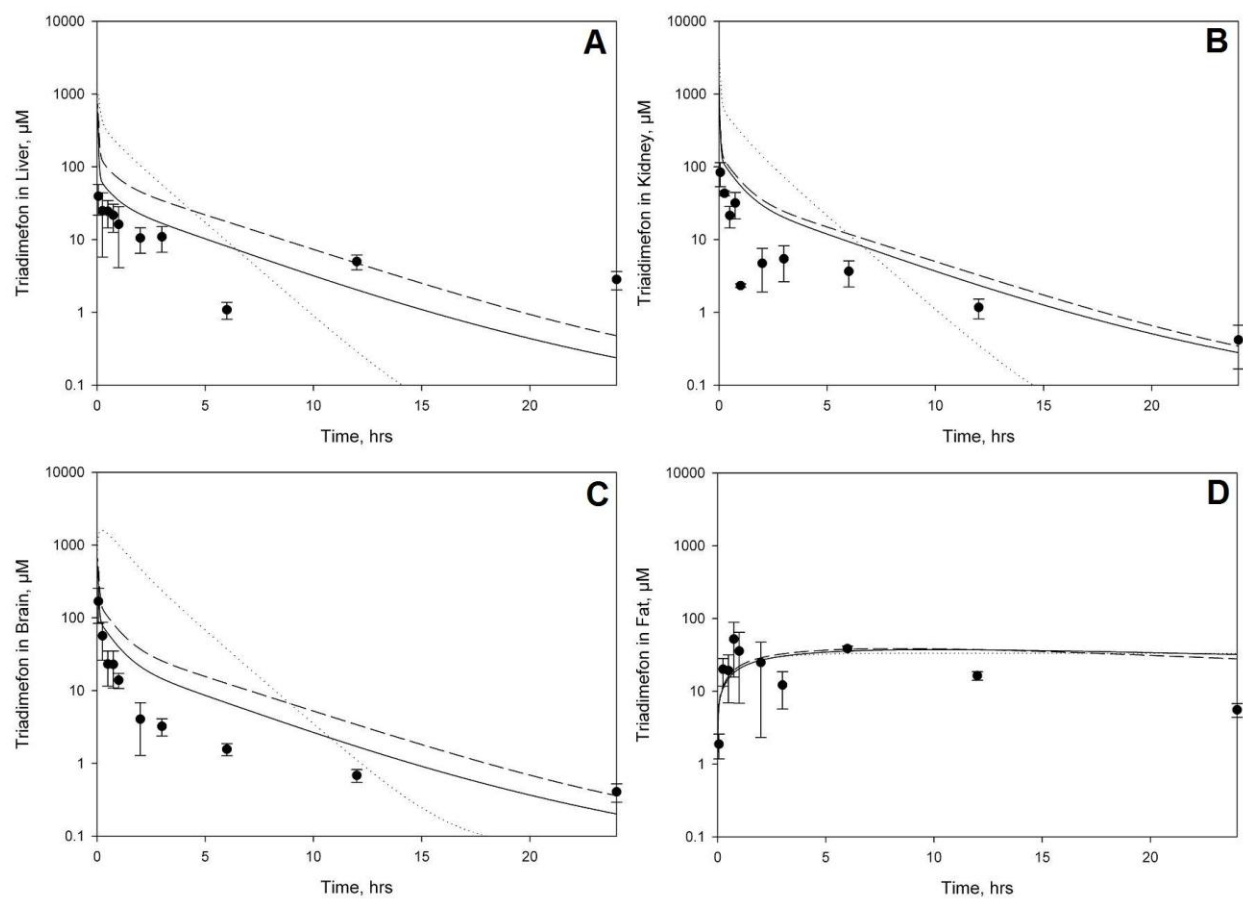 A
Triadimefon in Liver, µM
10000
1000
100
10
1
0.1
0 5 10 15 20
Time, hrs
B
Triaidimefon in Kidney, µM
10000
1000
100
10
1
0.1
0 5 10 15 20
Time, hrs
C
Triadimefon in Brain, µM
10000
1000
100
10
1
0.1
0 5 10 15 20
Time, hrs
D
Triadimefon in Fat, µM
10000
1000
100
10
1
0.1
0 5 10 15 20
Time, hrs